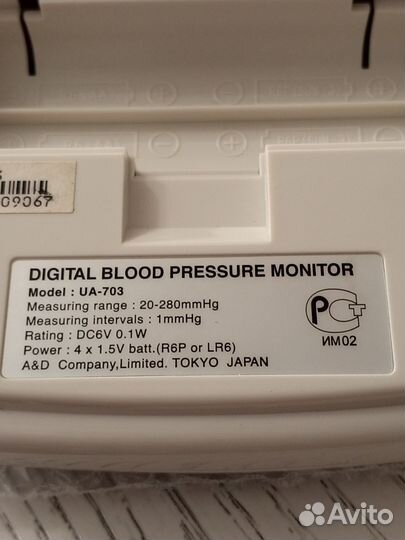 09067
DIGITAL BLOOD PRESSURE MONITOR
Model : UA-703
Measuring range : 20-280mmHg
Measuring intervals : 1mmHg
Rating : DC6V 0.1W
Power : 4 x 1.5V batt.(R6P or LR6)
A&D Company,Limited. TOKYO JAPAN
РСТ
ИМ02
Avito